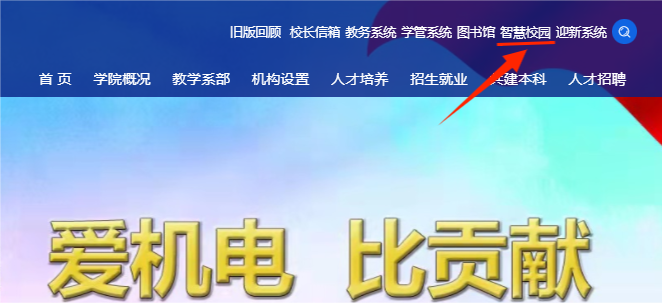 旧版回顾 校长信箱 教务系统 学管系统 图书馆 智慧校园 迎新系统
首 页 学院概况 教学系部 机构设置 人才培养 招生就业 共建本科 人才招聘
爱机电 比贡献